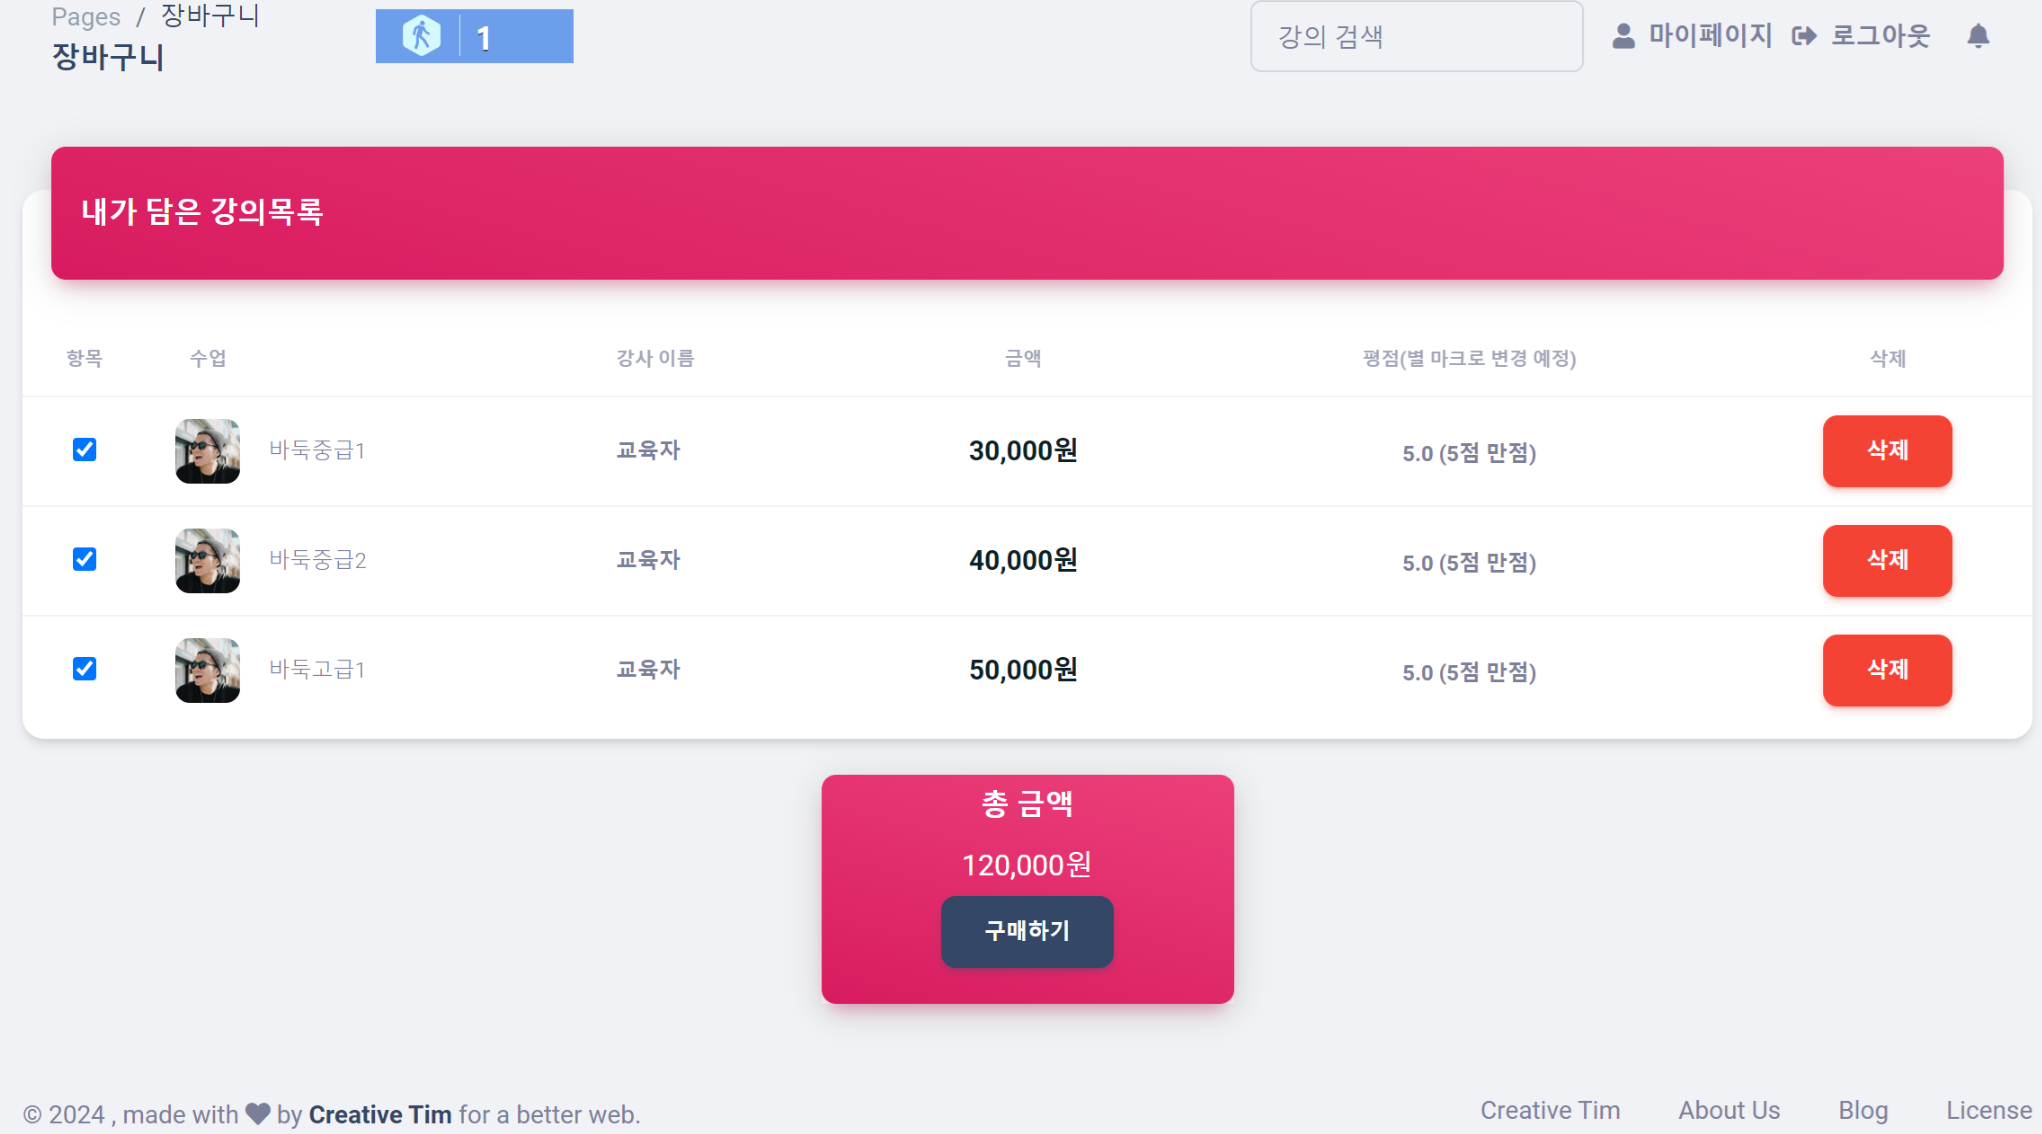 Pages / 장바구니
장바구니
1
강의 검색
마이페이지
로그아웃
내가 담은 강의목록
항목 수업 강사 이름 금액 평점(별 마크로 변경 예정) 삭제
바둑중급1 교육자 30,000원 5.0 (5점 만점) 삭제
바둑중급2 교육자 40,000원 5.0 (5점 만점) 삭제
바둑고급1 교육자 50,000원 5.0 (5점 만점) 삭제
총 금액
120,000원
구매하기
© 2024 , made with by Creative Tim for a better web.
Creative Tim About Us Blog License